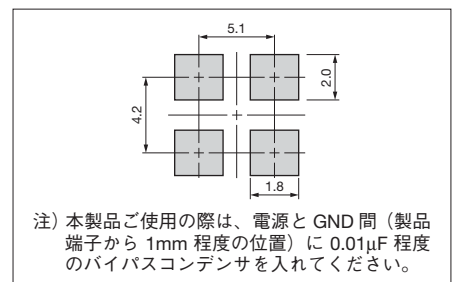 5.1
2.0
4.2
1.8
注）本製品ご使用の際は、電源と GND 間（製品
端子から 1mm 程度の位置）に 0.01μF 程度
のバイパスコンデンサを入れてください。